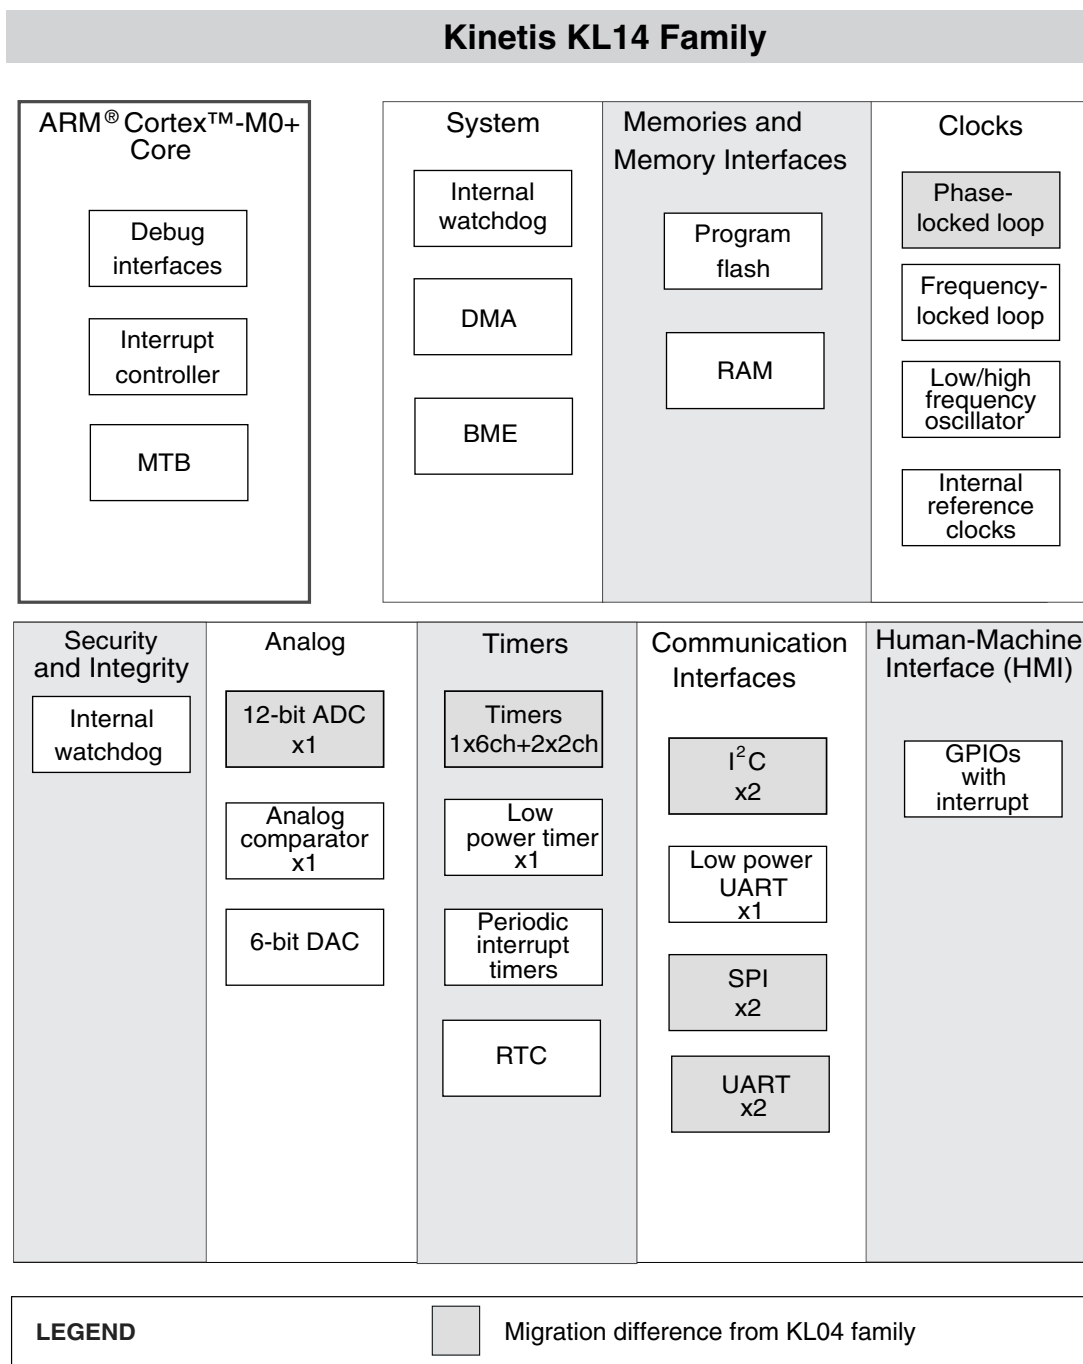 Kinetis KL14 Family
ARM® Cortex™-M0+
Core
Debug
interfaces
Interrupt
controller
MTB
System
Internal
watchdog
DMA
BME
Memories and
Memory Interfaces
Program
flash
RAM
Clocks
Phase-
locked loop
Frequency-
locked loop
Low/high
frequency
oscillator
Internal
reference
clocks
Security
and Integrity
Internal
watchdog
Analog
12-bit ADC
x1
Analog
comparator
x1
6-bit DAC
Timers
Timers
1x6ch+2x2ch
Low
power timer
x1
Periodic
interrupt
timers
RTC
Communication
Interfaces
I²C
x2
Low power
UART
x1
SPI
x2
UART
x2
Human-Machine
Interface (HMI)
GPIOs
with
interrupt
LEGEND
Migration difference from KL04 family